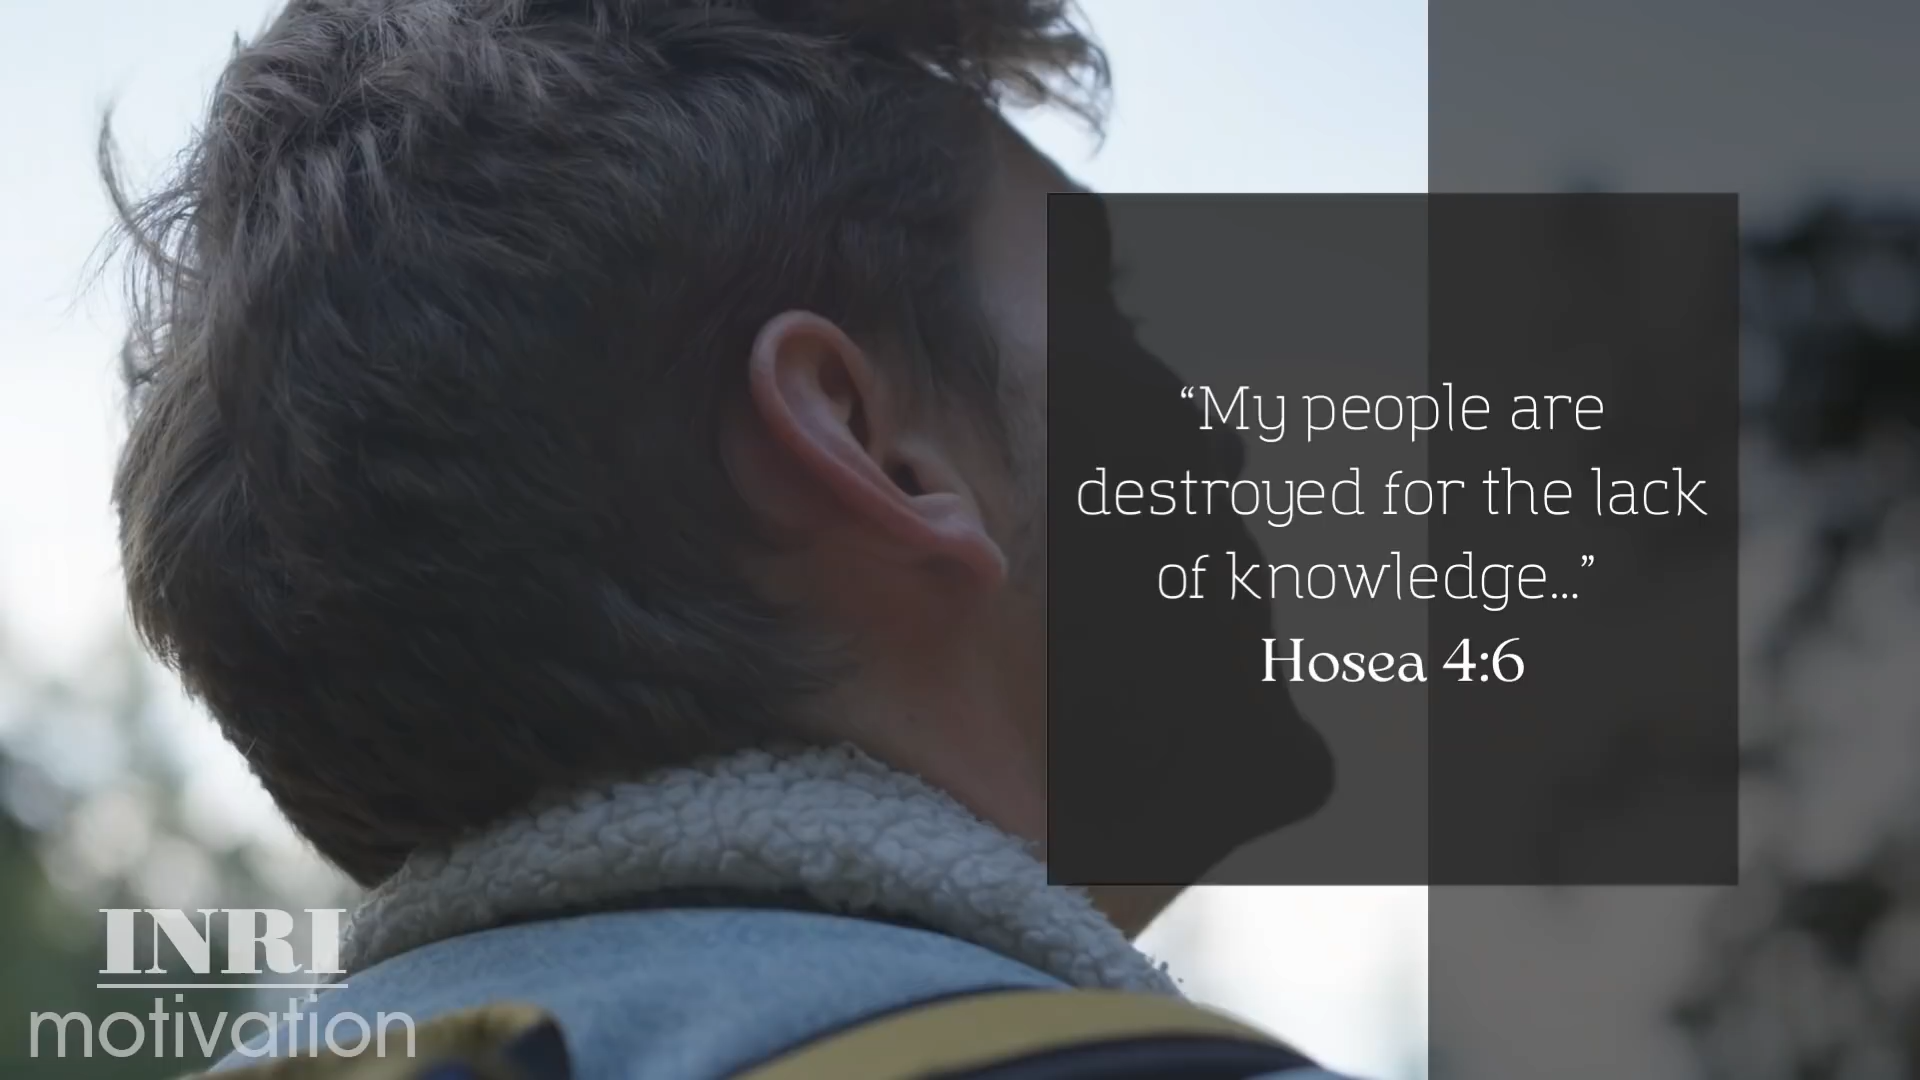 “My people are
destroyed for the lack
of knowledge...”
Hosea 4:6
INRI
motivation